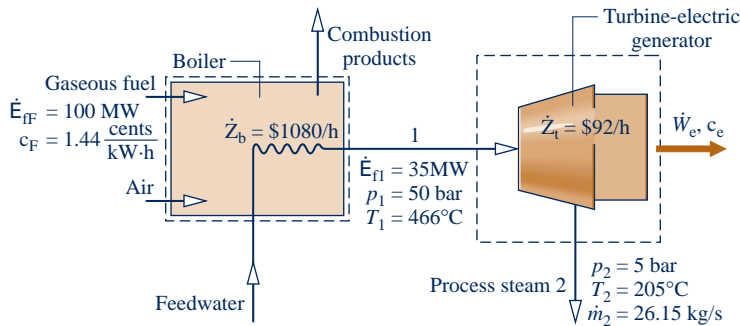 Turbine-electric
generator
Combustion
products
Boiler
Gaseous fuel
Ė_fF = 100 MW
c_F = 1.44 cents/kW·h
Ż_b = $1080/h
Air
Feedwater
1
Ė_f1 = 35MW
p_1 = 50 bar
T_1 = 466°C
Ż_t = $92/h
Ẇ_e, c_e
Process steam 2
p_2 = 5 bar
T_2 = 205°C
ṁ_2 = 26.15 kg/s